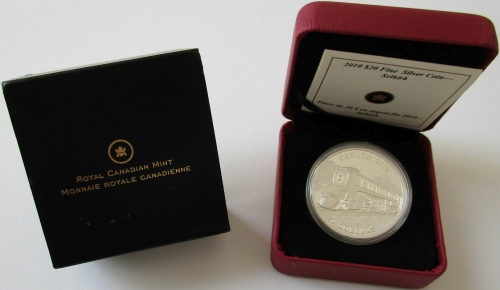 ROYAL CANADIAN MINT
MONNAIE ROYALE CANADIENNE
2010 $20 Fine Silver Coin—
Selkirk
Pièce de 20 $ en argent fin 2010 –
Selkirk
CANADA